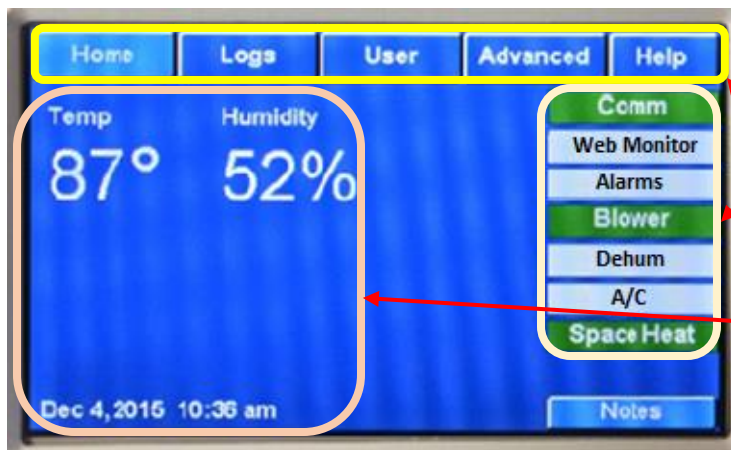 Home Logs User Advanced Help
Temp Humidity
87° 52%
Comm
Web Monitor
Alarms
Blower
Dehum
A/C
Space Heat
Dec 4, 2015 10:36 am
Notes